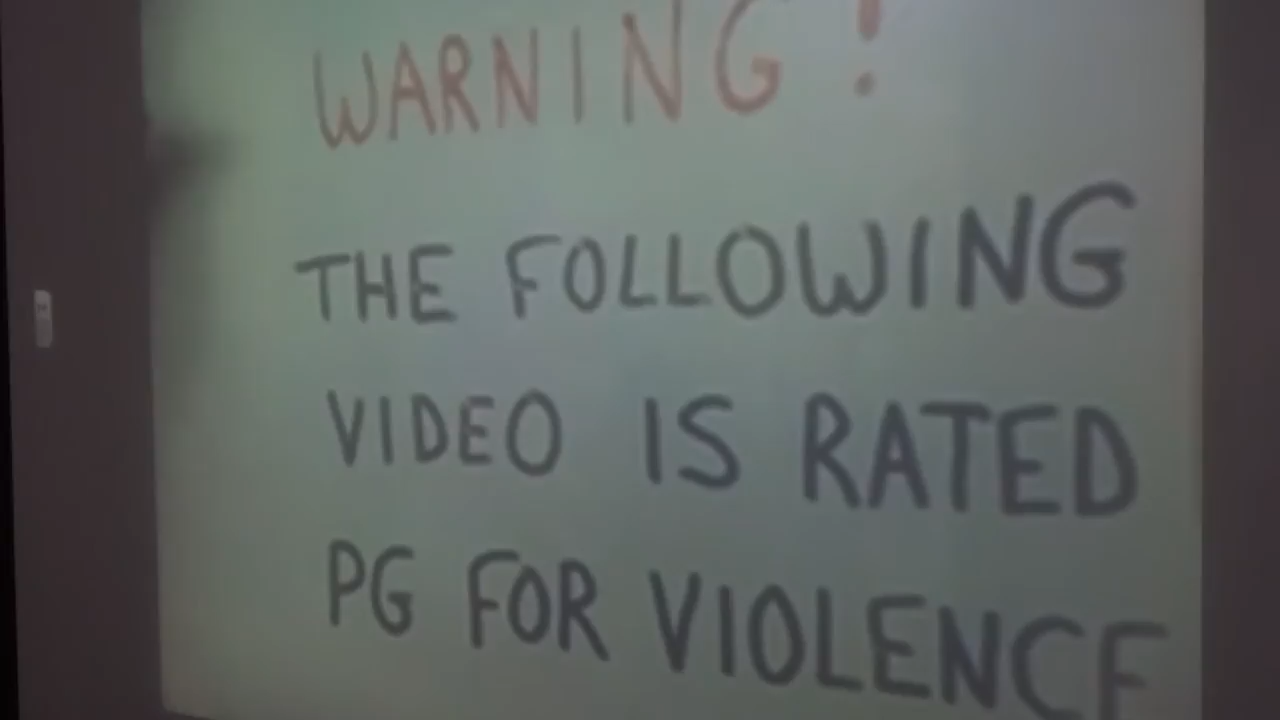 WARNING!
THE FOLLOWING
VIDEO IS RATED
PG FOR VIOLENCE